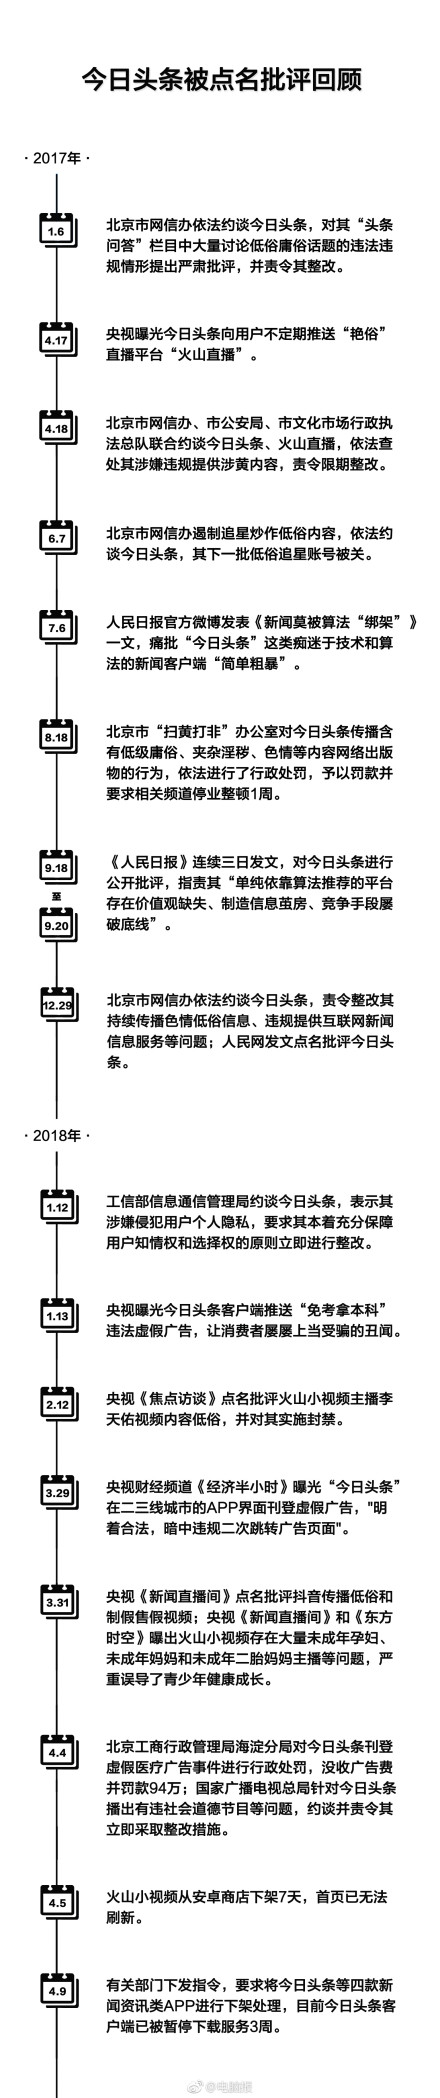 今日头条被点名批评回顾
· 2017年 ·
1.6
北京市网信办依法约谈今日头条，对其“头条
问答”栏目中大量讨论低俗庸俗话题的违法违
规情形提出严肃批评，并责令其整改。
4.17
央视曝光今日头条向用户不定期推送“艳俗”
直播平台“火山直播”。
4.18
北京市网信办、市公安局、市文化市场行政执
法总队联合约谈今日头条、火山直播，依法查
处其涉嫌违规提供涉黄内容，责令限期整改。
6.7
北京市网信办遏制追星炒作低俗内容，依法约
谈今日头条，其下一批低俗追星账号被关。
7.6
人民日报官方微博发表《新闻莫被算法“绑架”》
一文，痛批“今日头条”这类痴迷于技术和算
法的新闻客户端“简单粗暴”。
8.18
北京市“扫黄打非”办公室对今日头条传播含
有低级庸俗、夹杂淫秽、色情等内容网络出版
物的行为，依法进行了行政处罚，予以罚款并
要求相关频道停业整顿1周。
9.18
至
9.20
《人民日报》连续三日发文，对今日头条进行
公开批评，指责其“单纯依靠算法推荐的平台
存在价值观缺失、制造信息茧房、竞争手段屡
破底线”。
12.29
北京市网信办依法约谈今日头条，责令整改其
持续传播色情低俗信息、违规提供互联网新闻
信息服务等问题；人民网发文点名批评今日头
条。
· 2018年 ·
1.12
工信部信息通信管理局约谈今日头条，表示其
涉嫌侵犯用户个人隐私，要求其本着充分保障
用户知情权和选择权的原则立即进行整改。
1.13
央视曝光今日头条客户端推送“免考拿本科”
违法虚假广告，让消费者屡屡上当受骗的丑闻。
2.12
央视《焦点访谈》点名批评火山小视频主播李
天佑视频内容低俗，并对其实施封禁。
3.29
央视财经频道《经济半小时》曝光“今日头条”
在二三线城市的APP界面刊登虚假广告，"明
着合法，暗中违规二次跳转广告页面"。
3.31
央视《新闻直播间》点名批评抖音传播低俗和
制假售假视频；央视《新闻直播间》和《东方
时空》曝出火山小视频存在大量未成年孕妇、
未成年妈妈和未成年二胎妈妈主播等问题，严
重误导了青少年健康成长。
4.4
北京工商行政管理局海淀分局对今日头条刊登
虚假医疗广告事件进行行政处罚，没收广告费
并罚款94万；国家广播电视总局针对今日头条
播出有违社会道德节目等问题，约谈并责令其
立即采取整改措施。
4.5
火山小视频从安卓商店下架7天，首页已无法
刷新。
4.9
有关部门下发指令，要求将今日头条等四款新
闻资讯类APP进行下架处理，目前今日头条客
户端已被暂停下载服务3周。
@电脑报